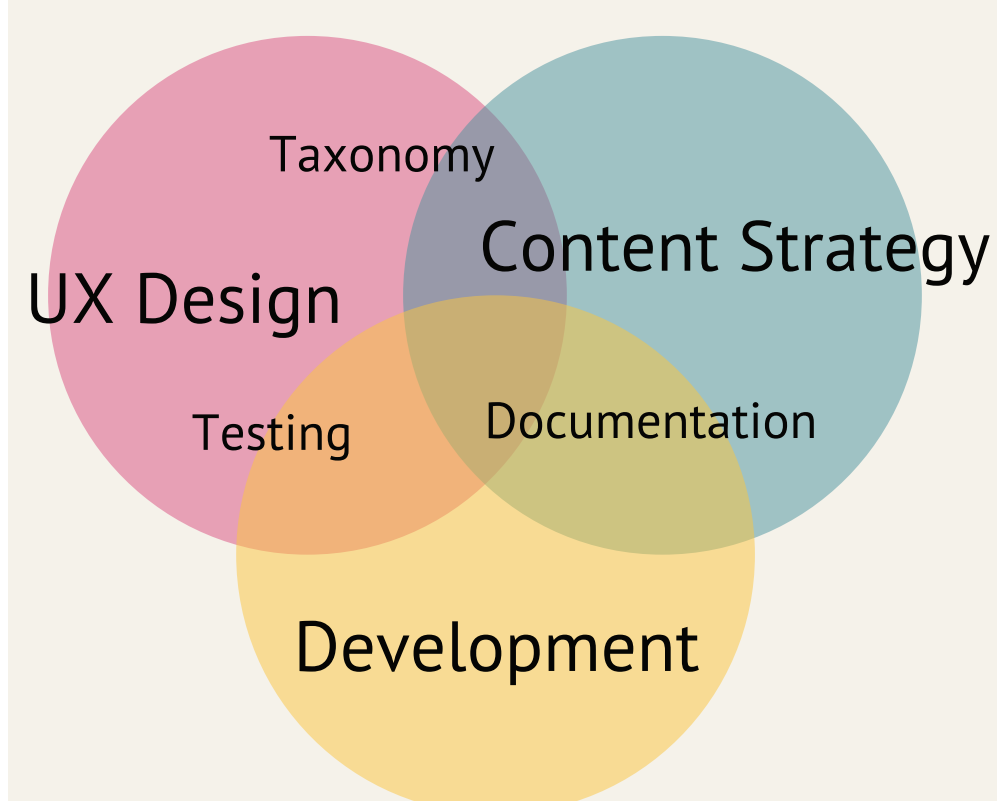 Taxonomy
Content Strategy
UX Design
Testing
Documentation
Development